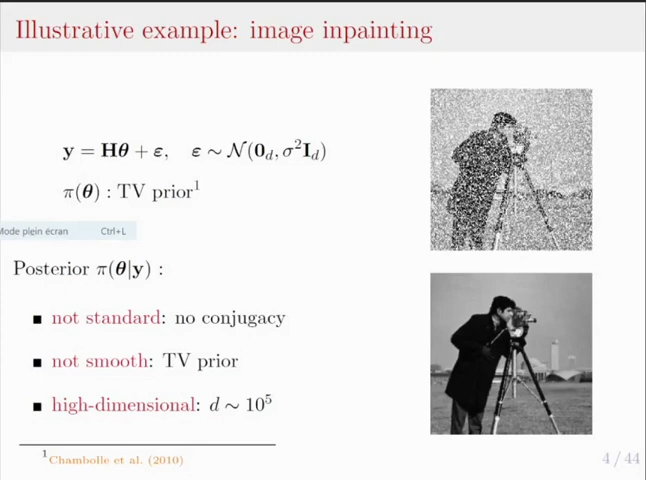 Illustrative example: image inpainting
y = Hθ + ε, ε ∼ N(0_d, σ²I_d)
π(θ) : TV prior¹
Mode plein écran Ctrl+L
Posterior π(θ|y) :
■ not standard: no conjugacy
■ not smooth: TV prior
■ high-dimensional: d ∼ 10⁵
¹Chambolle et al. (2010)
4 / 44